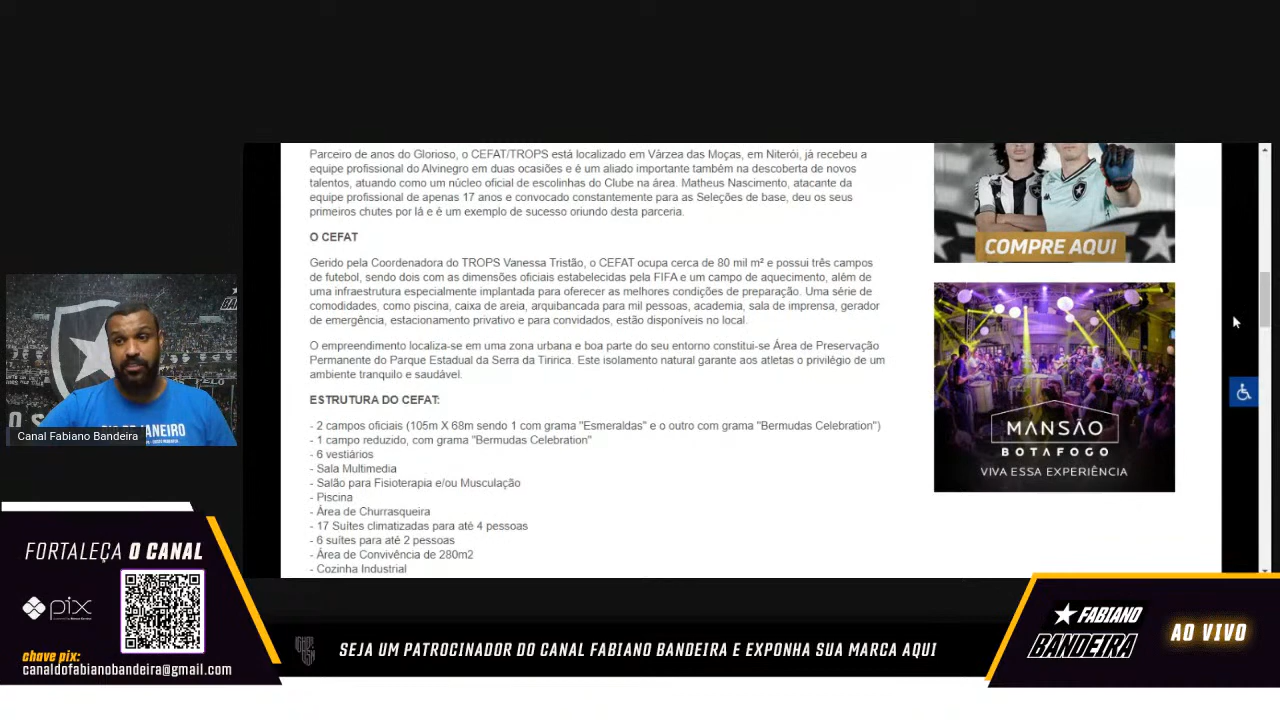 Parceiro de anos do Glorioso, o CEFAT/TROPS está localizado em Várzea das Moças, em Niterói, já recebeu a
equipe profissional do Alvinegro em duas ocasiões e é um aliado importante também na descoberta de novos
talentos, atuando como um núcleo oficial de escolinhas do Clube na área. Matheus Nascimento, atacante da
equipe profissional de apenas 17 anos e convocado constantemente para as Seleções de base, deu os seus
primeiros chutes por lá e é um exemplo de sucesso oriundo desta parceria.
O CEFAT
Gerido pela Coordenadora do TROPS Vanessa Tristão, o CEFAT ocupa cerca de 80 mil m² e possui três campos
de futebol, sendo dois com as dimensões oficiais estabelecidas pela FIFA e um campo de aquecimento, além de
uma infraestrutura especialmente implantada para oferecer as melhores condições de preparação. Uma série de
comodidades, como piscina, caixa de areia, arquibancada para mil pessoas, academia, sala de imprensa, gerador
de emergência, estacionamento privativo e para convidados, estão disponíveis no local.
O empreendimento localiza-se em uma zona urbana e boa parte do seu entorno constitui-se Área de Preservação
Permanente do Parque Estadual da Serra da Tiririca. Este isolamento natural garante aos atletas o privilégio de um
ambiente tranquilo e saudável.
ESTRUTURA DO CEFAT:
- 2 campos oficiais (105m X 68m sendo 1 com grama "Esmeraldas" e o outro com grama "Bermudas Celebration")
- 1 campo reduzido, com grama "Bermudas Celebration"
- 6 vestiários
- Sala Multimedia
- Salão para Fisioterapia e/ou Musculação
- Piscina
- Área de Churrasqueira
- 17 Suítes climatizadas para até 4 pessoas
- 6 suítes para até 2 pessoas
- Área de Convivência de 280m2
- Cozinha Industrial
COMPRE AQUI
MANSÃO
BOTAFOGO
VIVA ESSA EXPERIÊNCIA
Canal Fabiano Bandeira
FORTALEÇA O CANAL
pix
chave pix:
canaldofabianobandeira@gmail.com
SEJA UM PATROCINADOR DO CANAL FABIANO BANDEIRA E EXPONHA SUA MARCA AQUI
FABIANO
BANDEIRA
AO VIVO